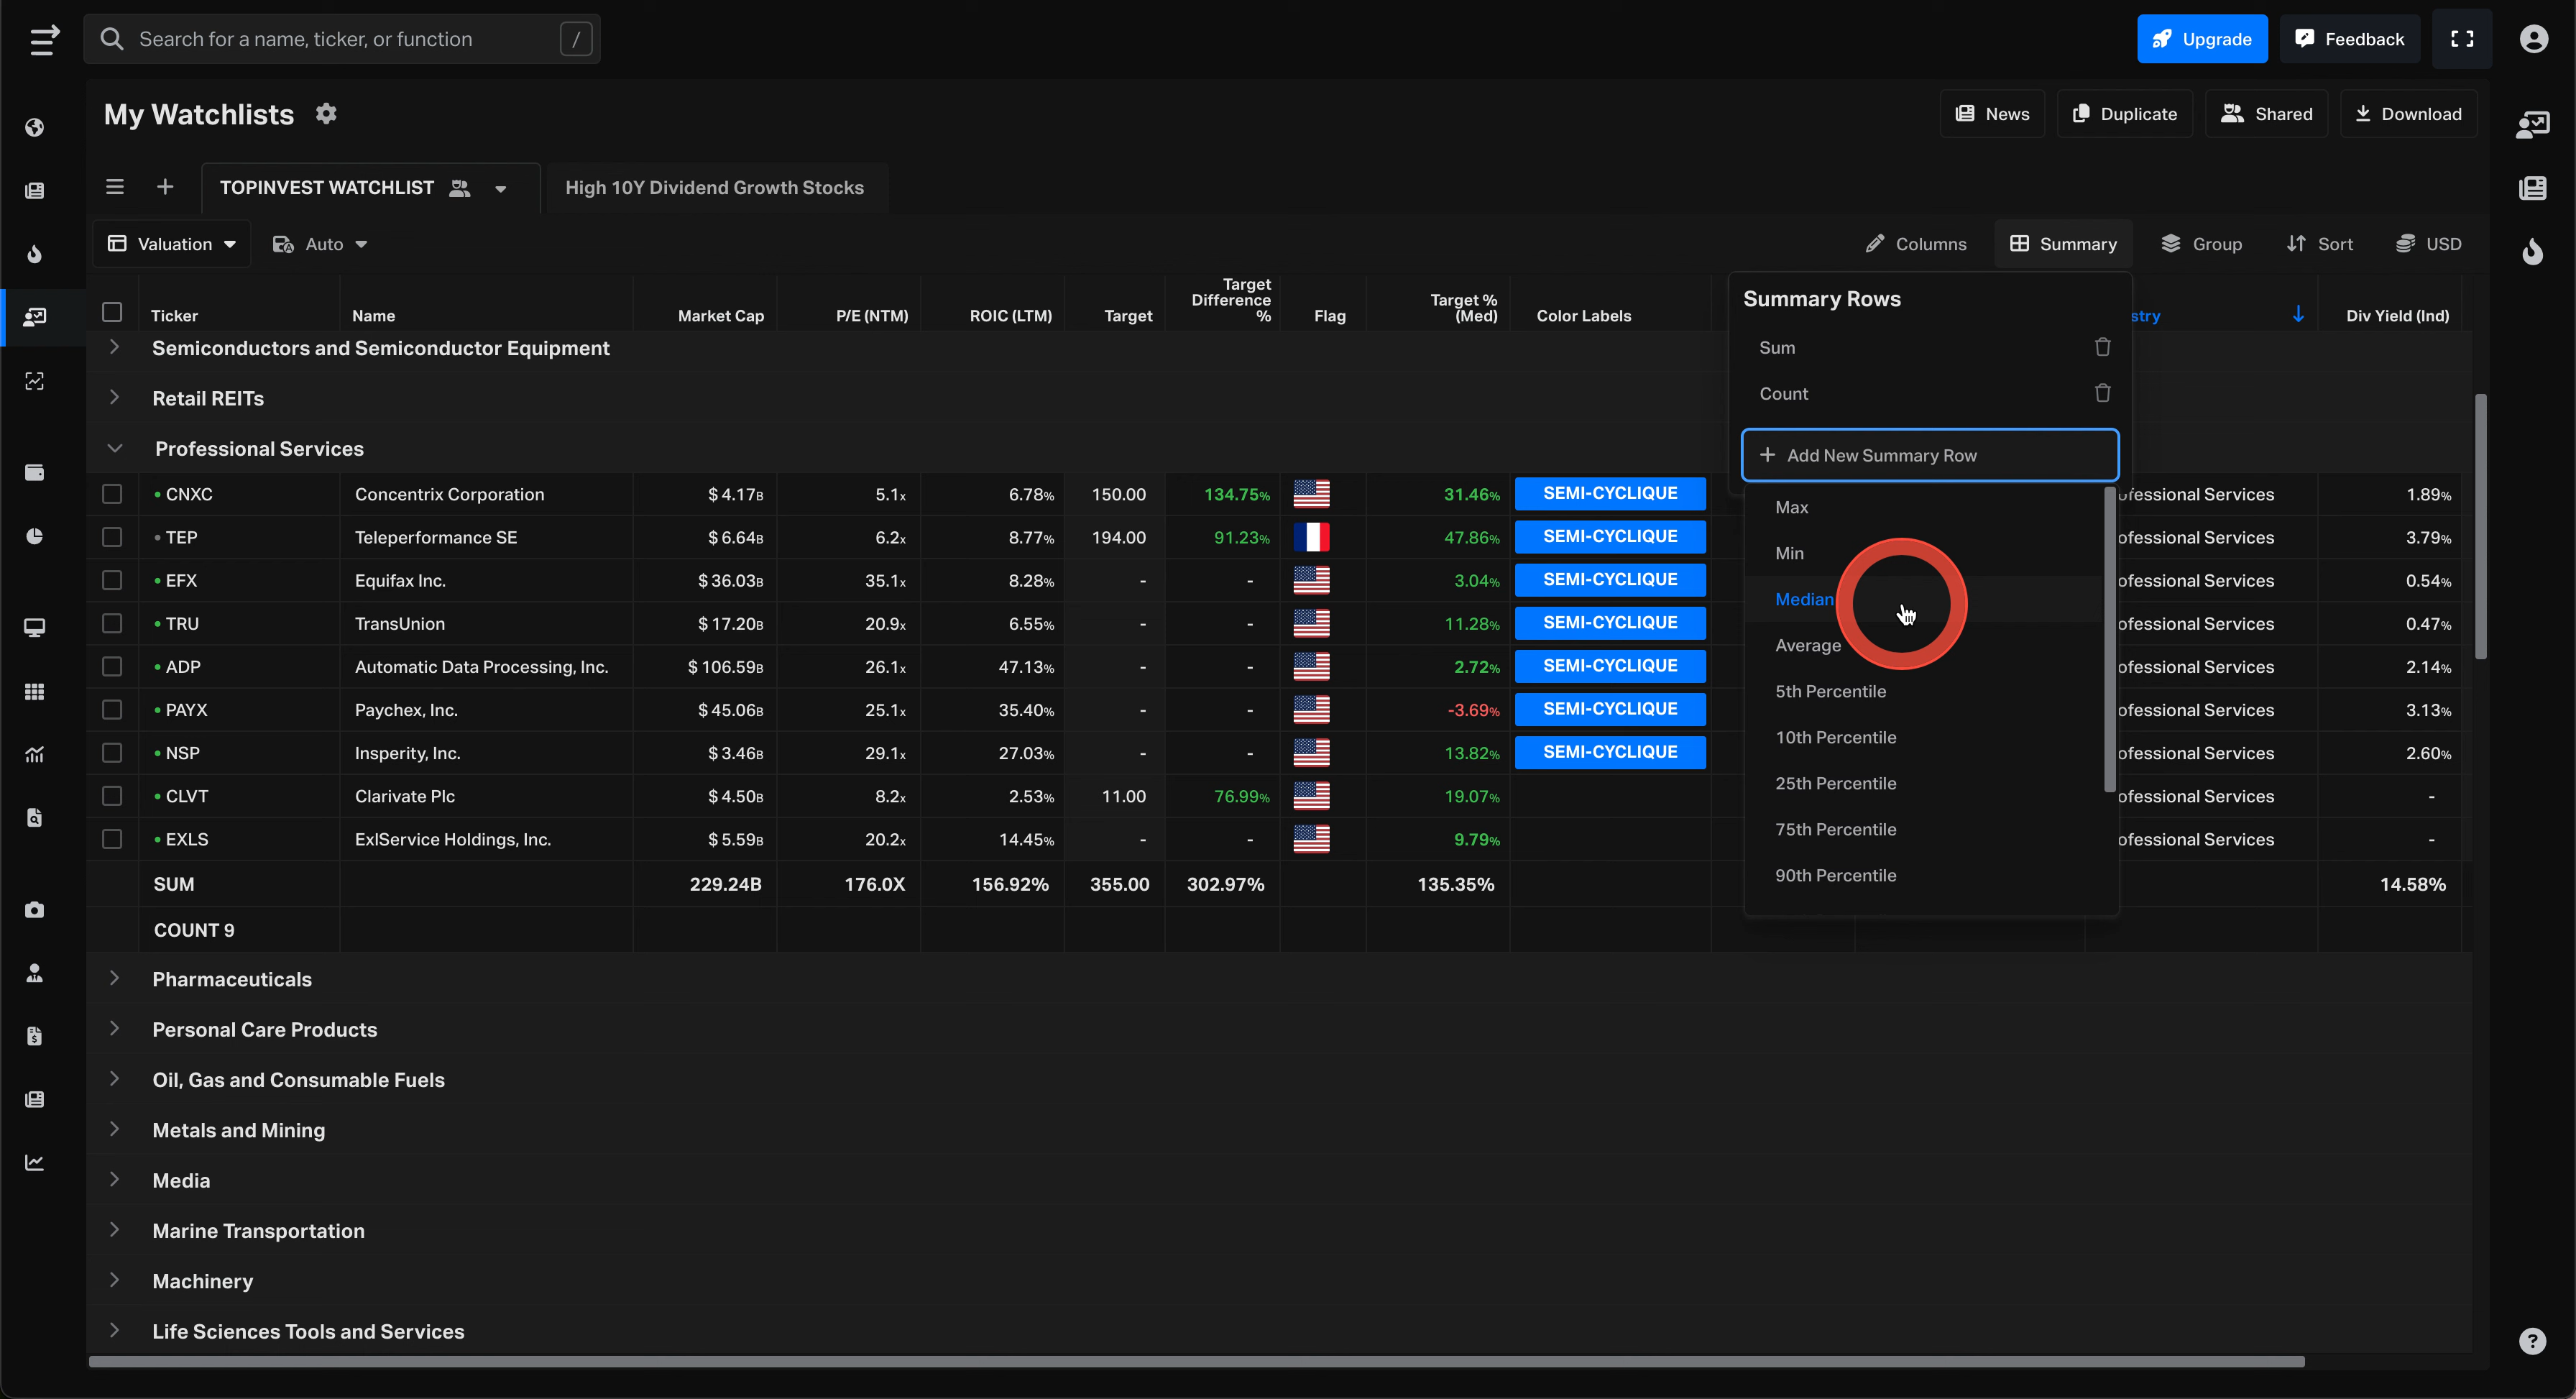 Search for a name, ticker, or function /
Upgrade
Feedback
My Watchlists
News
Duplicate
Shared
Download
TOPINVEST WATCHLIST
High 10Y Dividend Growth Stocks
Valuation
Auto
Columns
Summary
Group
Sort
USD
Ticker Name Market Cap P/E (NTM) ROIC (LTM) Target Target Difference % Flag Target % (Med) Color Labels stry Div Yield (Ind)
Summary Rows
Sum
Count
+ Add New Summary Row
Max
Min
Median
Average
5th Percentile
10th Percentile
25th Percentile
75th Percentile
90th Percentile
Semiconductors and Semiconductor Equipment
Retail REITs
Professional Services
CNXC Concentrix Corporation $ 4.17B 5.1x 6.78% 150.00 134.75% 31.46% SEMI-CYCLIQUE ofessional Services 1.89%
TEP Teleperformance SE $ 6.64B 6.2x 8.77% 194.00 91.23% 47.86% SEMI-CYCLIQUE ofessional Services 3.79%
EFX Equifax Inc. $ 36.03B 35.1x 8.28% - - 3.04% SEMI-CYCLIQUE ofessional Services 0.54%
TRU TransUnion $ 17.20B 20.9x 6.55% - - 11.28% SEMI-CYCLIQUE ofessional Services 0.47%
ADP Automatic Data Processing, Inc. $ 106.59B 26.1x 47.13% - - 2.72% SEMI-CYCLIQUE ofessional Services 2.14%
PAYX Paychex, Inc. $ 45.06B 25.1x 35.40% - - -3.69% SEMI-CYCLIQUE ofessional Services 3.13%
NSP Insperity, Inc. $ 3.46B 29.1x 27.03% - - 13.82% SEMI-CYCLIQUE ofessional Services 2.60%
CLVT Clarivate Plc $ 4.50B 8.2x 2.53% 11.00 76.99% 19.07% ofessional Services -
EXLS ExlService Holdings, Inc. $ 5.59B 20.2x 14.45% - - 9.79% ofessional Services -
SUM 229.24B 176.0X 156.92% 355.00 302.97% 135.35% 14.58%
COUNT 9
Pharmaceuticals
Personal Care Products
Oil, Gas and Consumable Fuels
Metals and Mining
Media
Marine Transportation
Machinery
Life Sciences Tools and Services
?